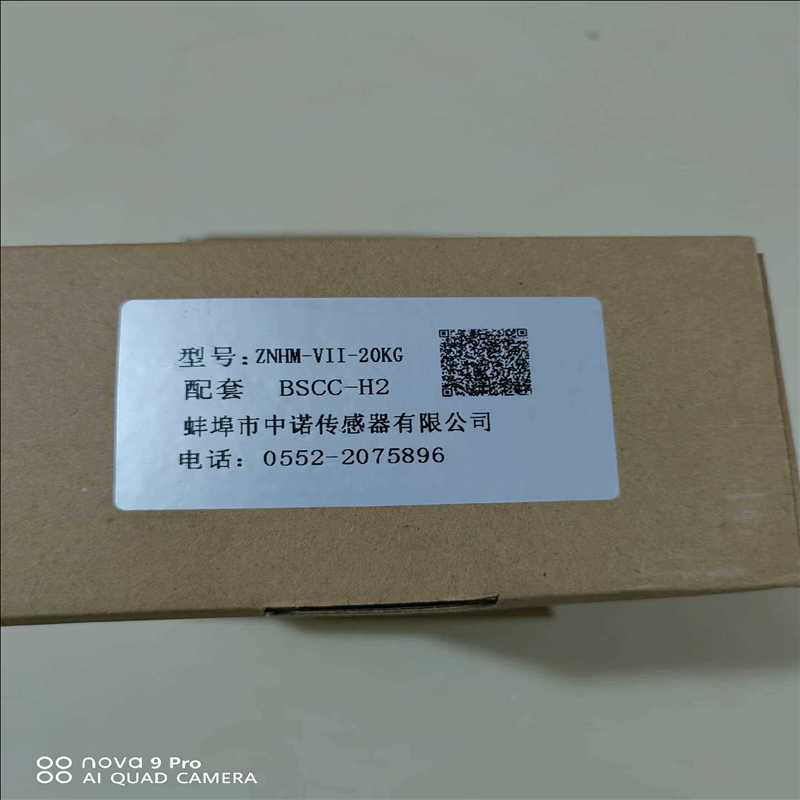 型号:ZNHM-VII-20KG
配套 BSCC-H2
蚌埠市中诺传感器有限公司
电话: 0552-2075896
nova 9 Pro
AI QUAD CAMERA